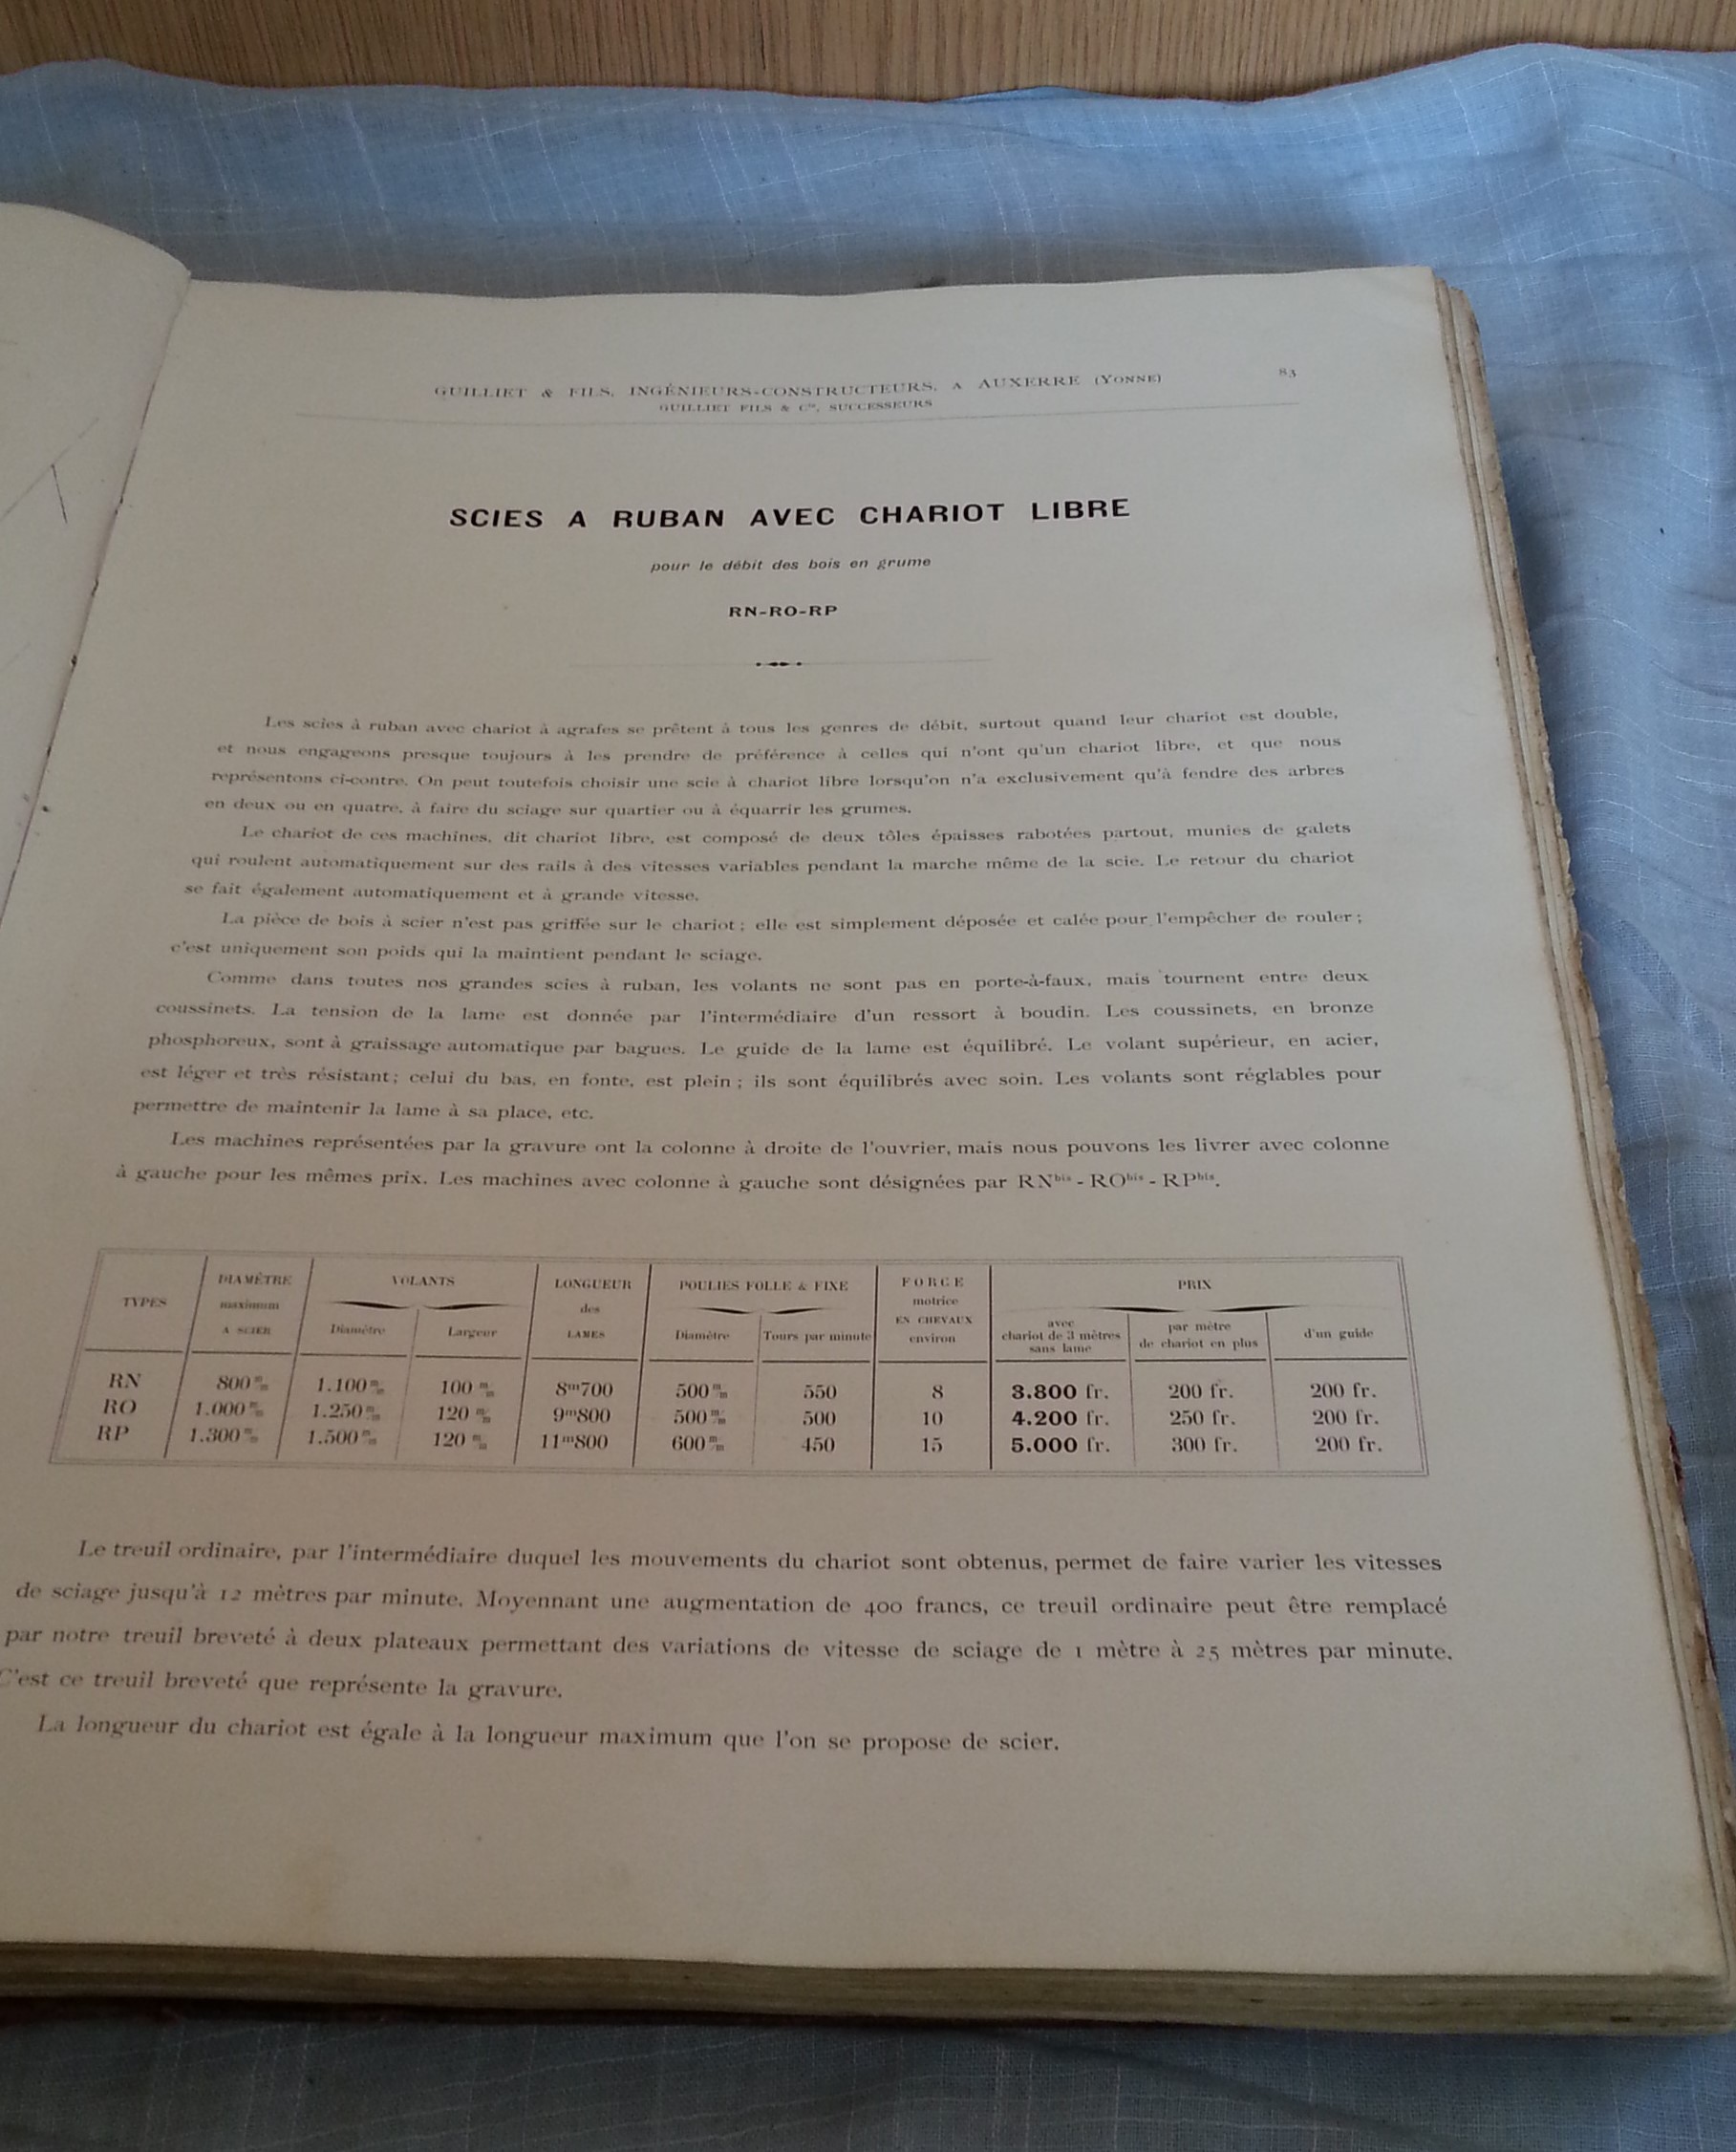 GUILLIET & FILS, INGÉNIEURS-CONSTRUCTEURS, A AUXERRE (YONNE) 83
GUILLIET FILS & Cie, SUCCESSEURS
SCIES A RUBAN AVEC CHARIOT LIBRE
pour le débit des bois en grume
RN-RO-RP
Les scies à ruban avec chariot à agrafes se prêtent à tous les genres de débit, surtout quand leur chariot est double,
et nous engageons presque toujours à les prendre de préférence à celles qui n'ont qu'un chariot libre, et que nous
représentons ci-contre. On peut toutefois choisir une scie à chariot libre lorsqu'on n'a exclusivement qu'à fendre des arbres
en deux ou en quatre, à faire du sciage sur quartier ou à équarrir les grumes.
Le chariot de ces machines, dit chariot libre, est composé de deux tôles épaisses rabotées partout, munies de galets
qui roulent automatiquement sur des rails à des vitesses variables pendant la marche même de la scie. Le retour du chariot
se fait également automatiquement et à grande vitesse.
La pièce de bois à scier n'est pas griffée sur le chariot; elle est simplement déposée et calée pour l'empêcher de rouler;
c'est uniquement son poids qui la maintient pendant le sciage.
Comme dans toutes nos grandes scies à ruban, les volants ne sont pas en porte-à-faux, mais tournent entre deux
coussinets. La tension de la lame est donnée par l'intermédiaire d'un ressort à boudin. Les coussinets, en bronze
phosphoreux, sont à graissage automatique par bagues. Le guide de la lame est équilibré. Le volant supérieur, en acier,
est léger et très résistant; celui du bas, en fonte, est plein; ils sont équilibrés avec soin. Les volants sont réglables pour
permettre de maintenir la lame à sa place, etc.
Les machines représentées par la gravure ont la colonne à droite de l'ouvrier, mais nous pouvons les livrer avec colonne
à gauche pour les mêmes prix. Les machines avec colonne à gauche sont désignées par RNbis - RObis - RPbis.
TYPES
DIAMÈTRE
maximum
A SCIER
VOLANTS
Diamètre Largeur
LONGUEUR
des
LAMES
POULIES FOLLE & FIXE
Diamètre Tours par minute
FORCE
motrice
EN CHEVAUX
environ
PRIX
avec
chariot de 3 mètres
sans lame
par mètre
de chariot en plus
d'un guide
RN 800 m/m 1.100 m/m 100 m/m 8m700 500 m/m 550 8 3.800 fr. 200 fr. 200 fr.
RO 1.000 m/m 1.250 m/m 120 m/m 9m800 500 m/m 500 10 4.200 fr. 250 fr. 200 fr.
RP 1.300 m/m 1.500 m/m 120 m/m 11m800 600 m/m 450 15 5.000 fr. 300 fr. 200 fr.
Le treuil ordinaire, par l'intermédiaire duquel les mouvements du chariot sont obtenus, permet de faire varier les vitesses
de sciage jusqu'à 12 mètres par minute. Moyennant une augmentation de 400 francs, ce treuil ordinaire peut être remplacé
par notre treuil breveté à deux plateaux permettant des variations de vitesse de sciage de 1 mètre à 25 mètres par minute.
C'est ce treuil breveté que représente la gravure.
La longueur du chariot est égale à la longueur maximum que l'on se propose de scier.